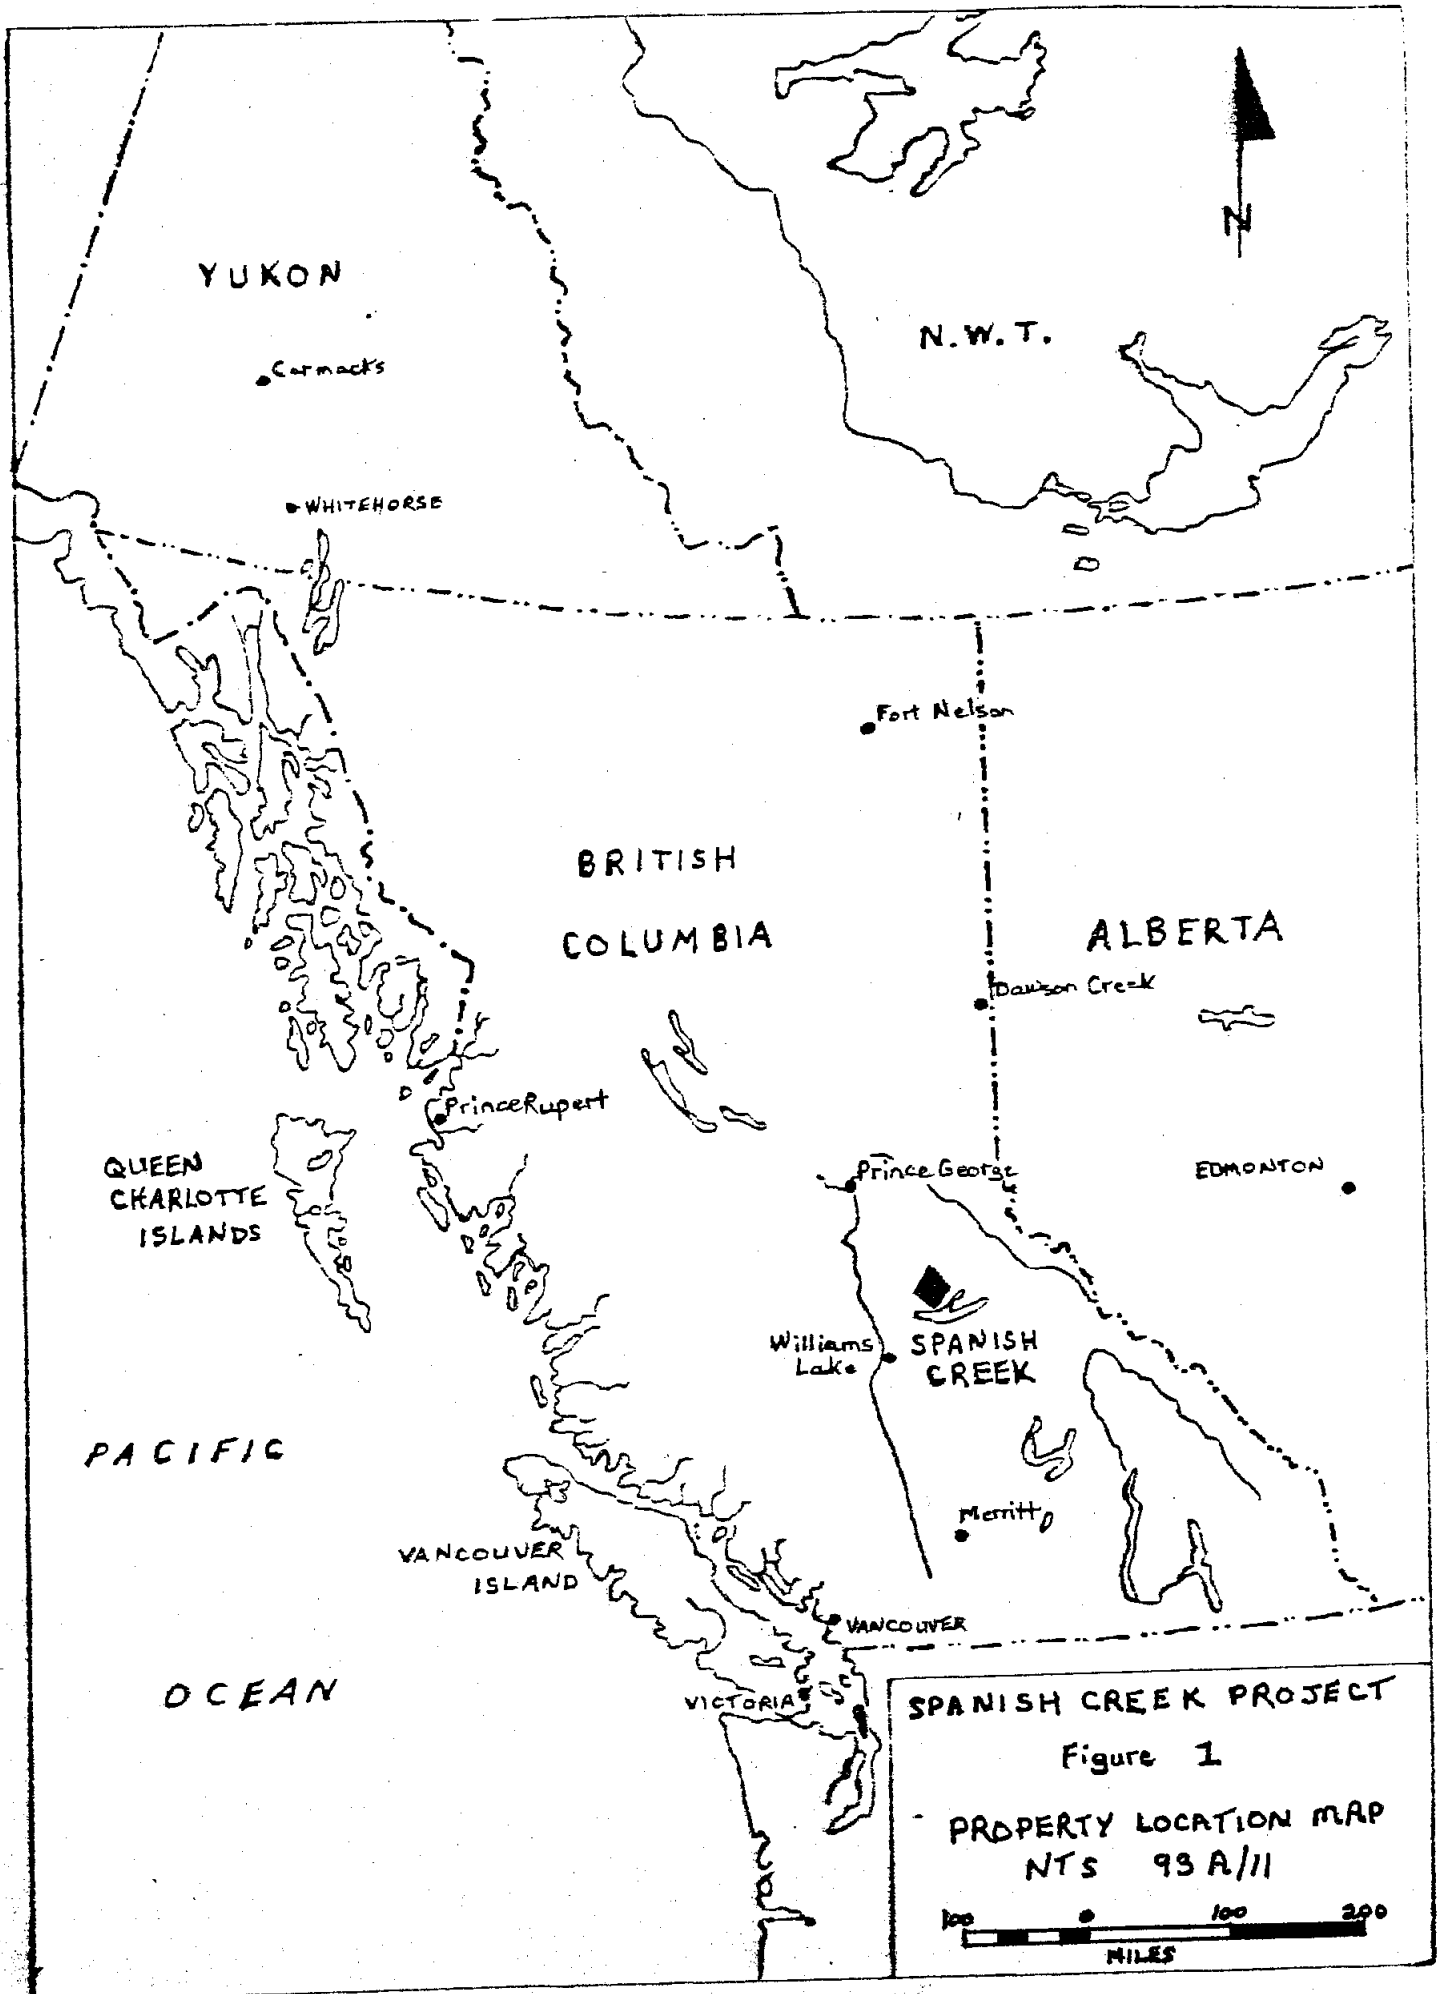 N
YUKON
N.W.T.
Carmacks
WHITEHORSE
Fort Nelson
BRITISH
COLUMBIA
ALBERTA
Dawson Creek
Prince Rupert
QUEEN
CHARLOTTE
ISLANDS
Prince George
EDMONTON
Williams
Lake
SPANISH
CREEK
PACIFIC
OCEAN
Merritt
VANCOUVER
ISLAND
VANCOUVER
VICTORIA
SPANISH CREEK PROJECT
Figure 1
PROPERTY LOCATION MAP
NTS 93 A/11
100 0 100 200
MILES